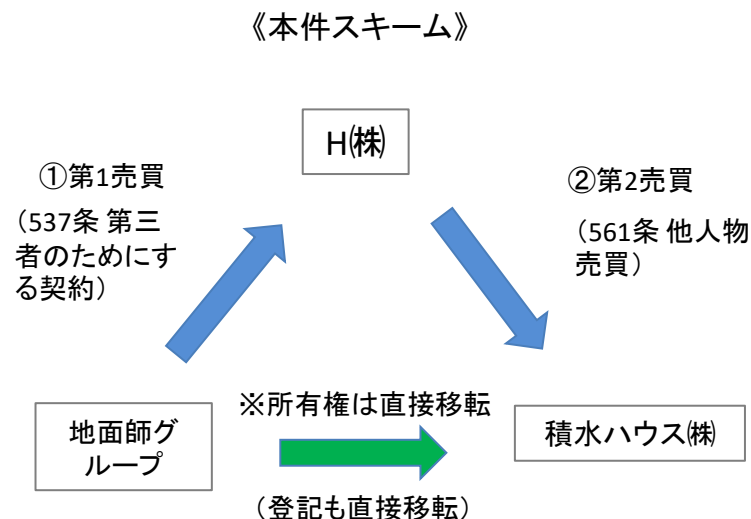 《本件スキーム》
H㈱
①第1売買
（537条 第三
者のためにす
る契約）
②第2売買
（561条 他人物
売買）
地面師グ
ループ
※所有権は直接移転
（登記も直接移転）
積水ハウス㈱